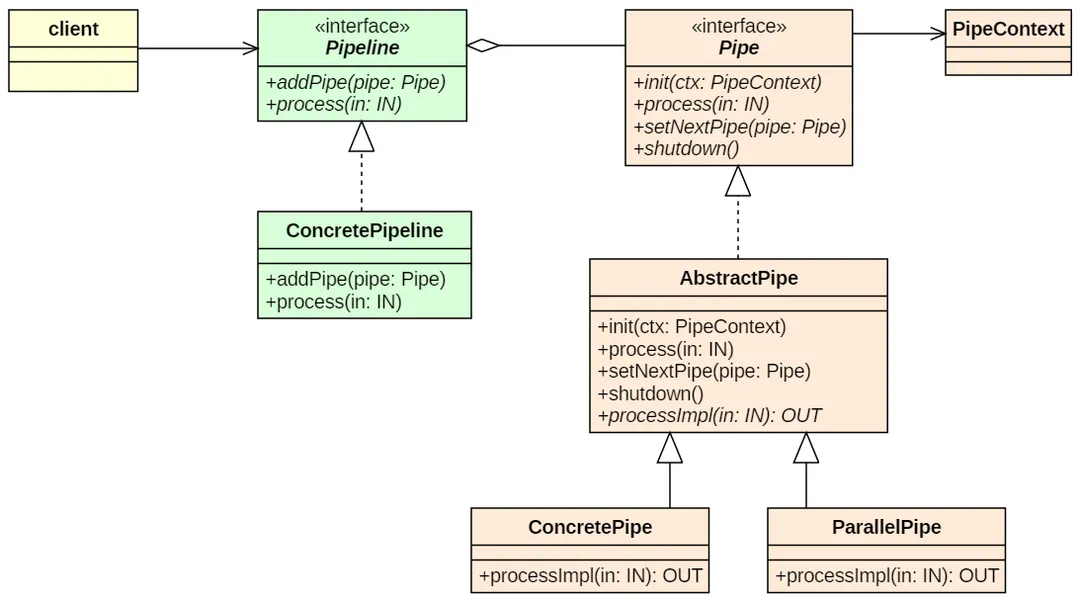 client
«interface»
Pipeline
+addPipe(pipe: Pipe)
+process(in: IN)
«interface»
Pipe
+init(ctx: PipeContext)
+process(in: IN)
+setNextPipe(pipe: Pipe)
+shutdown()
PipeContext
ConcretePipeline
+addPipe(pipe: Pipe)
+process(in: IN)
AbstractPipe
+init(ctx: PipeContext)
+process(in: IN)
+setNextPipe(pipe: Pipe)
+shutdown()
+processImpl(in: IN): OUT
ConcretePipe
+processImpl(in: IN): OUT
ParallelPipe
+processImpl(in: IN): OUT